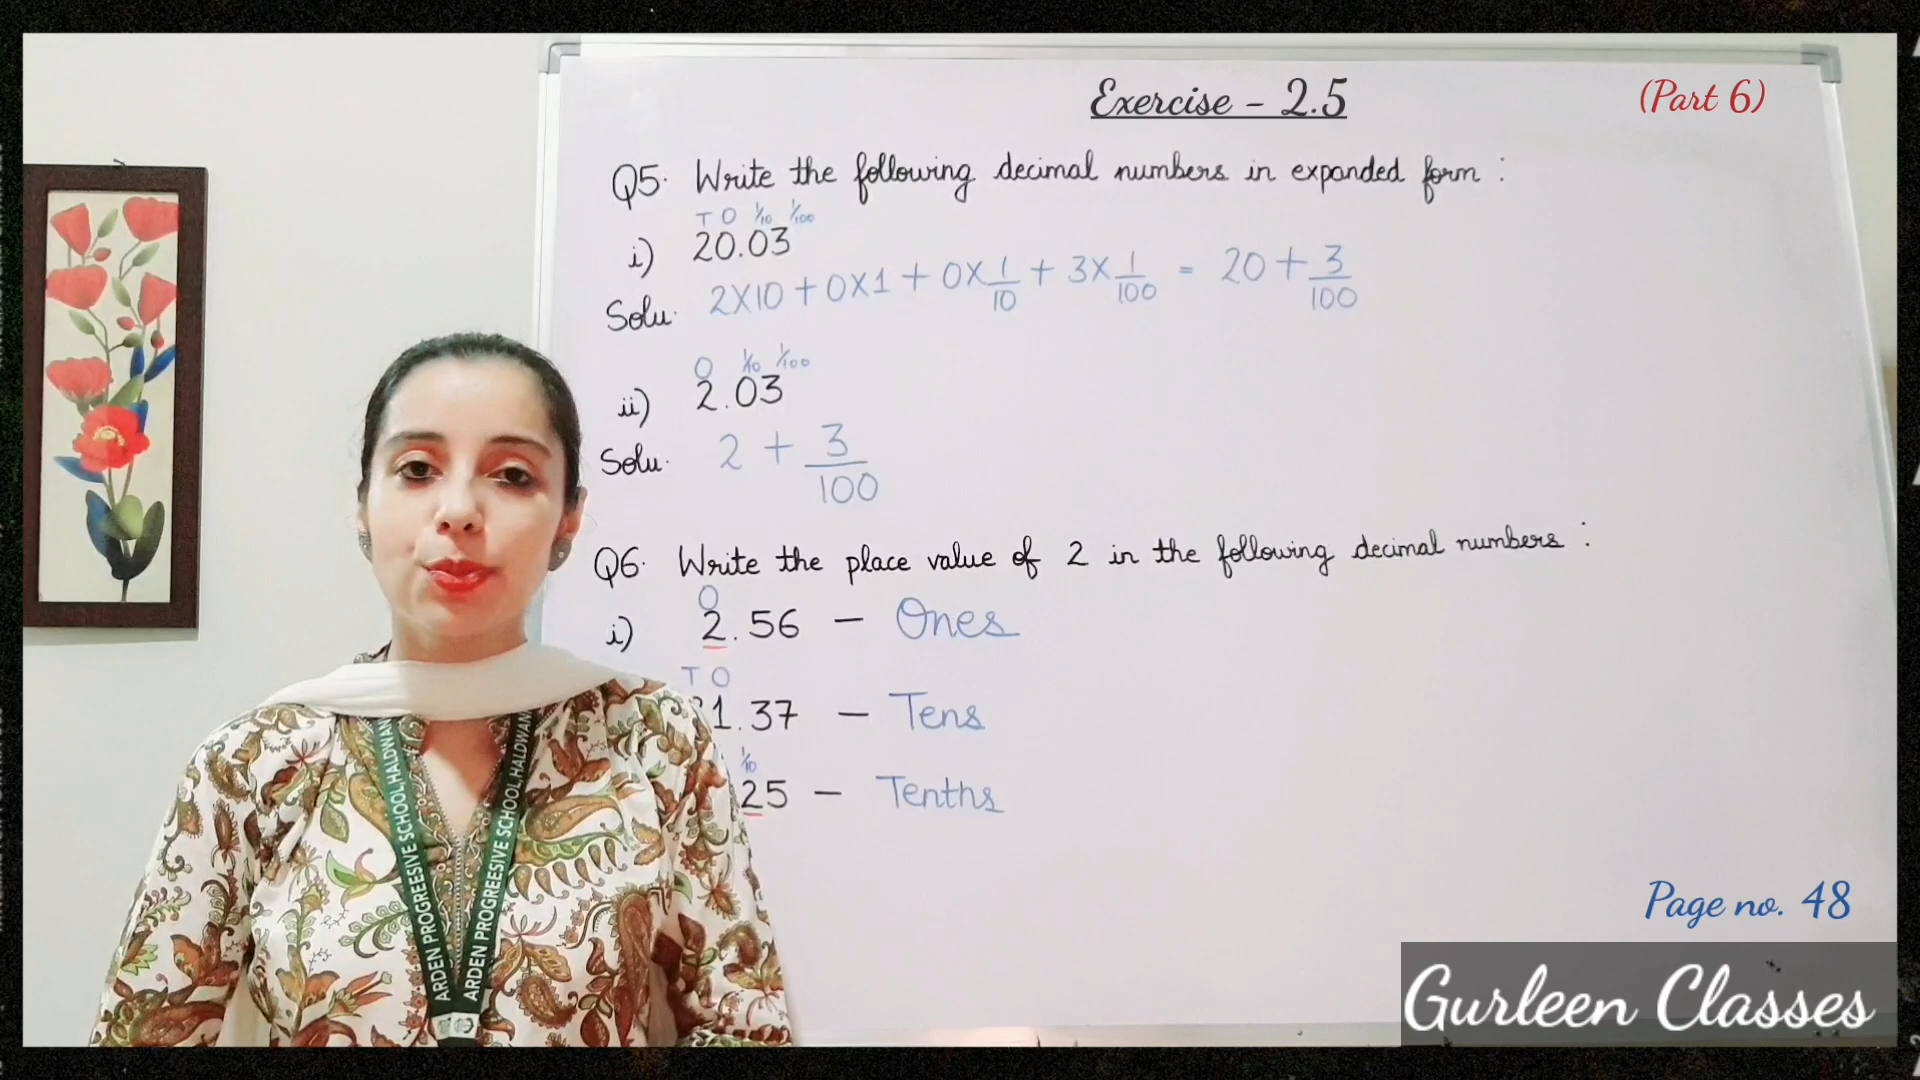 Exercise - 2.5
(Part 6)
Q5. Write the following decimal numbers in expanded form :
T O 1/10 1/100
i) 20.03
Solu. 2×10 + 0×1 + 0×1/10 + 3×1/100 = 20 + 3/100
O 1/10 1/100
ii) 2.03
Solu. 2 + 3/100
Q6. Write the place value of 2 in the following decimal numbers :
O
i) 2.56 – Ones
T O
1.37 – Tens
1/10
25 – Tenths
Page no. 48
Gurleen Classes
ARDEN PROGREESIVE SCHOOL,HALDWANI
ARDEN PROGREESIVE SCHOOL,HALDWAN